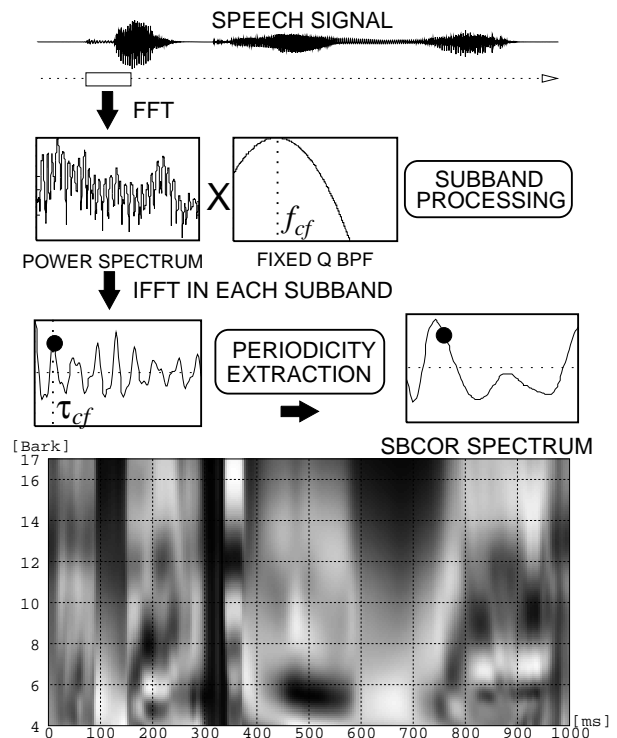 SPEECH SIGNAL
FFT
X
f_cf
SUBBAND
PROCESSING
POWER SPECTRUM
FIXED Q BPF
IFFT IN EACH SUBBAND
τ_cf
PERIODICITY
EXTRACTION
SBCOR SPECTRUM
[Bark]
17
16
14
12
10
8
6
4
0 100 200 300 400 500 600 700 800 900 1000
[ms]